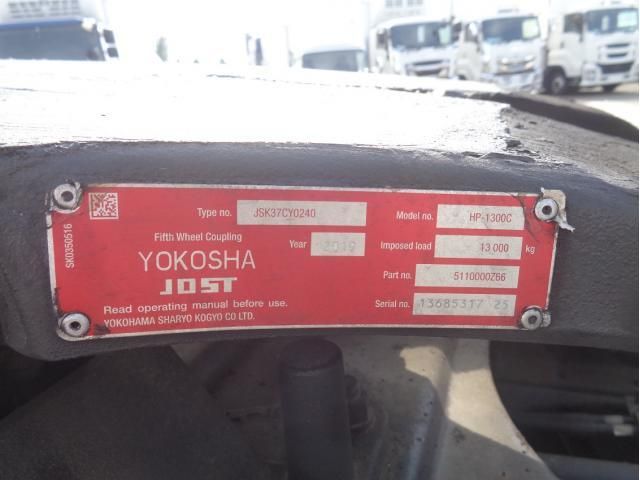 SK0350516
Type no. JSK37CY0240 Model no. HP-1300C
Fifth Wheel Coupling Year 2019 Imposed load 13 000 kg
YOKOSHA
JOST Part no. 5110000Z66
Read operating manual before use. Serial no. 13685317 25
YOKOHAMA SHARYO KOGYO CO LTD.